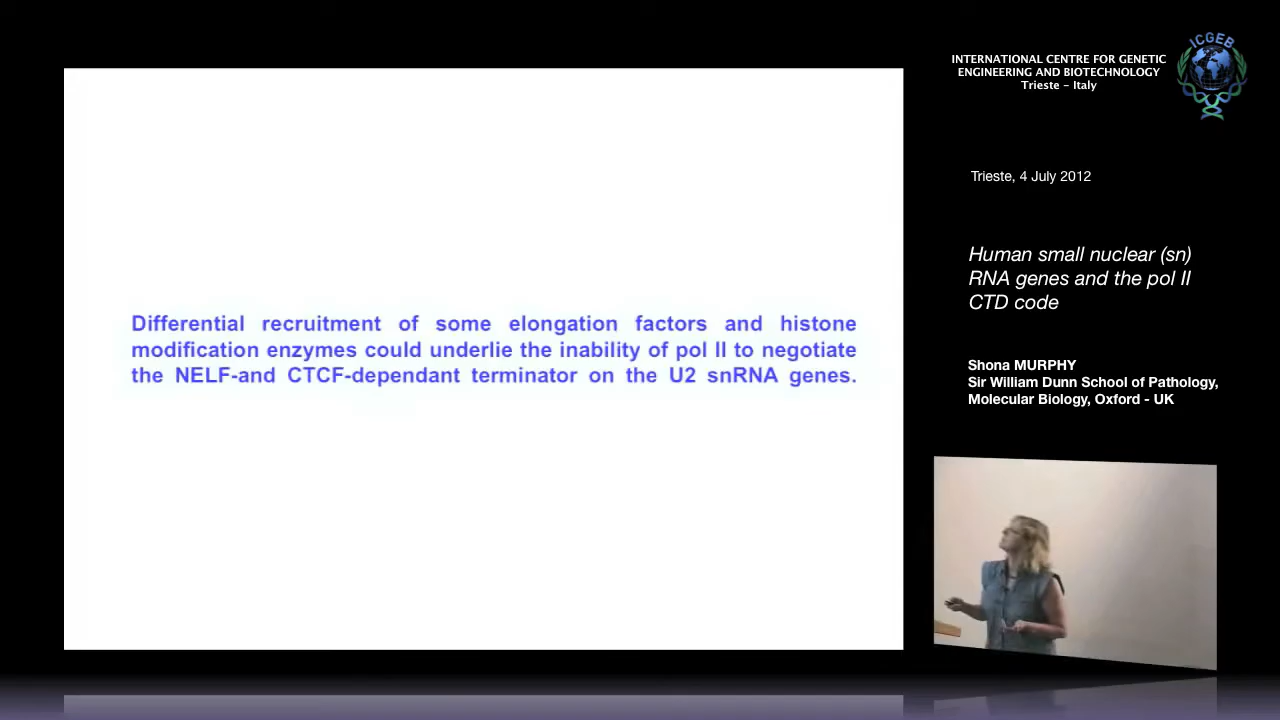 Differential recruitment of some elongation factors and histone
modification enzymes could underlie the inability of pol II to negotiate
the NELF-and CTCF-dependant terminator on the U2 snRNA genes.
INTERNATIONAL CENTRE FOR GENETIC
ENGINEERING AND BIOTECHNOLOGY
Trieste - Italy
ICGEB
Trieste, 4 July 2012
Human small nuclear (sn)
RNA genes and the pol II
CTD code
Shona MURPHY
Sir William Dunn School of Pathology,
Molecular Biology, Oxford - UK